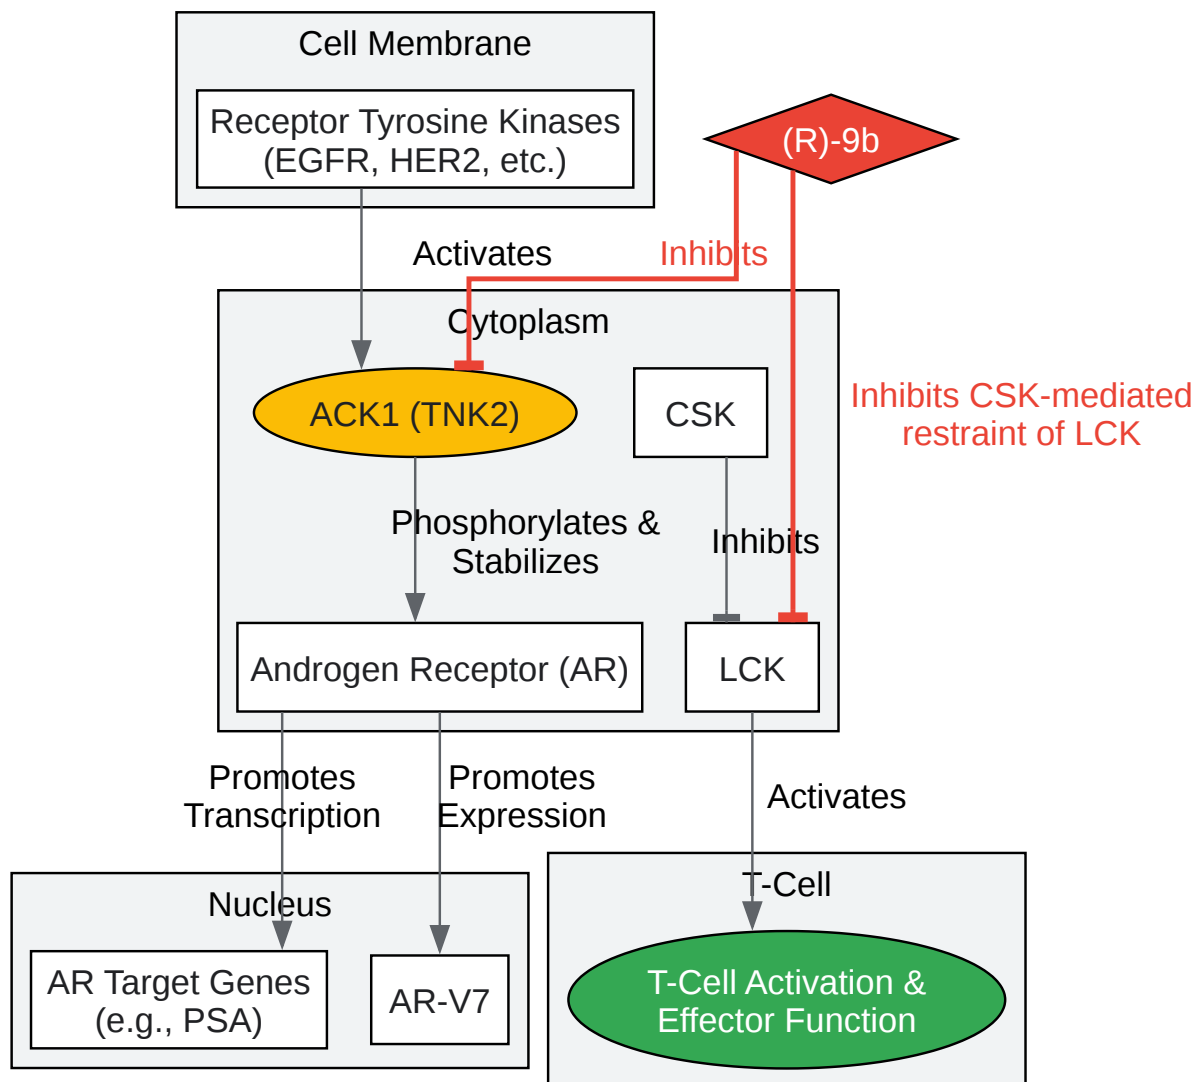 Cell Membrane
Receptor Tyrosine Kinases
(EGFR, HER2, etc.)
(R)-9b
Activates
Inhibits
Cytoplasm
ACK1 (TNK2)
CSK
Inhibits CSK-mediated
restraint of LCK
Phosphorylates &
Stabilizes
Inhibits
Androgen Receptor (AR)
LCK
Promotes
Transcription
Promotes
Expression
Activates
Nucleus
T-Cell
AR Target Genes
(e.g., PSA)
AR-V7
T-Cell Activation &
Effector Function